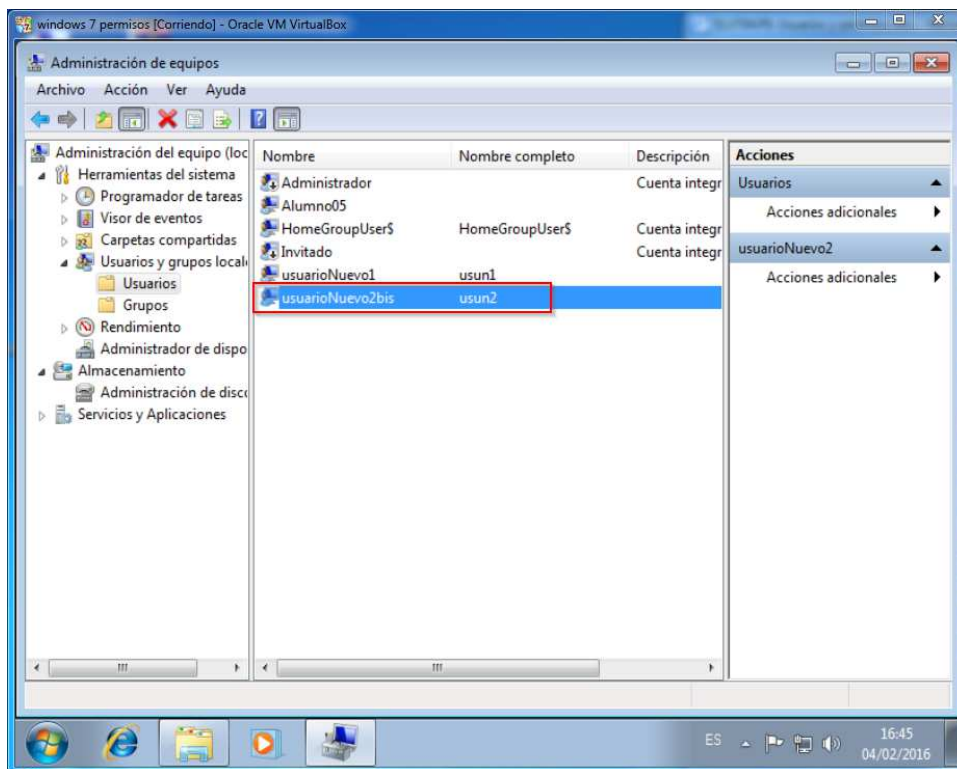 windows 7 permisos [Corriendo] - Oracle VM VirtualBox
Administración de equipos
Archivo Acción Ver Ayuda
Administración del equipo (loc
Herramientas del sistema
Programador de tareas
Visor de eventos
Carpetas compartidas
Usuarios y grupos local
Usuarios
Grupos
Rendimiento
Administrador de dispo
Almacenamiento
Administración de disc
Servicios y Aplicaciones
Nombre Nombre completo Descripción
Administrador Cuenta integr
Alumno05
HomeGroupUser$ HomeGroupUser$ Cuenta integr
Invitado Cuenta integr
usuarioNuevo1 usun1
usuarioNuevo2bis usun2
Acciones
Usuarios
Acciones adicionales
usuarioNuevo2
Acciones adicionales
ES
16:45
04/02/2016